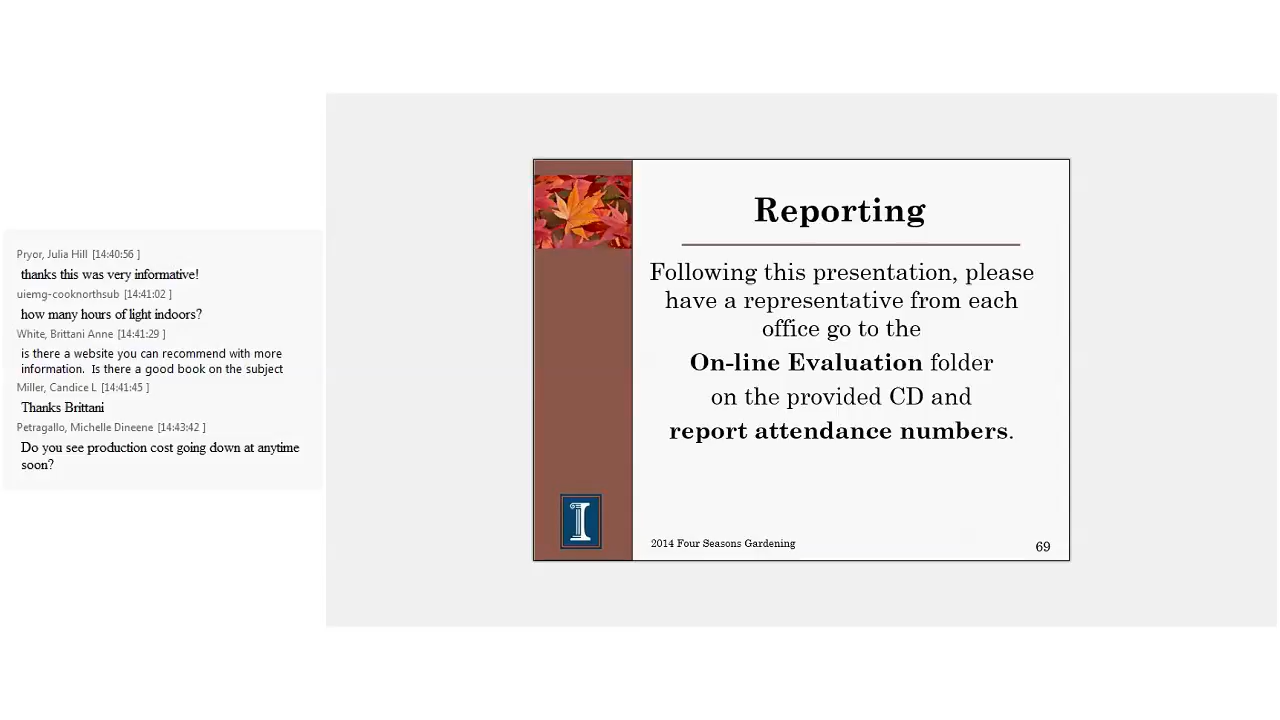 Pryor, Julia Hill [14:40:56 ]
thanks this was very informative!
uiemg-cooknorthsub [14:41:02 ]
how many hours of light indoors?
White, Brittani Anne [14:41:29 ]
is there a website you can recommend with more
information.  Is there a good book on the subject
Miller, Candice L [14:41:45 ]
Thanks Brittani
Petragallo, Michelle Dineene [14:43:42 ]
Do you see production cost going down at anytime
soon?
Reporting
Following this presentation, please
have a representative from each
office go to the
On-line Evaluation folder
on the provided CD and
report attendance numbers.
I
2014 Four Seasons Gardening
69